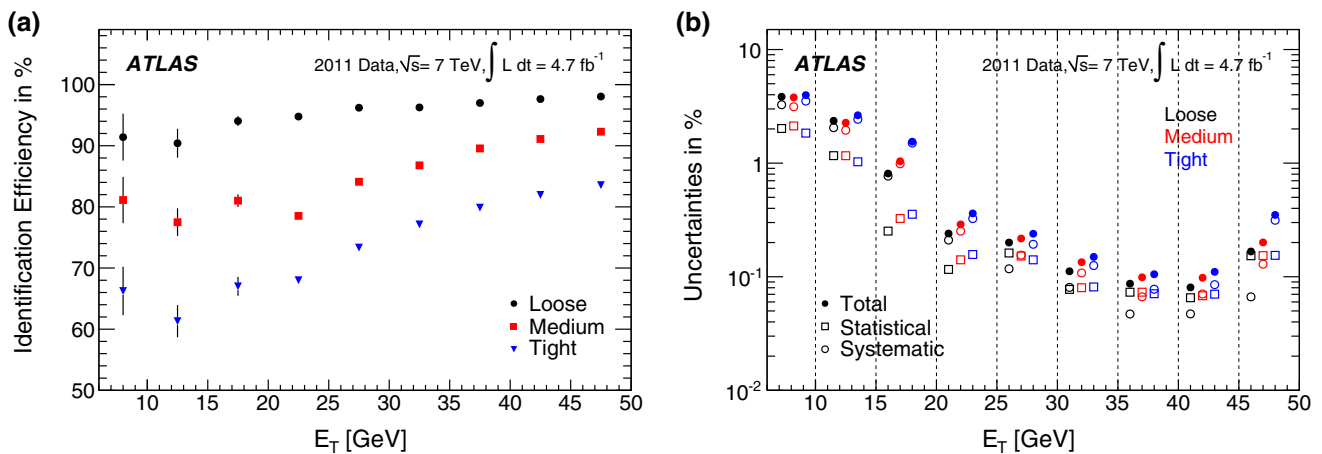 (a)
ATLAS
2011 Data,√s= 7 TeV,∫ L dt = 4.7 fb⁻¹
Identification Efficiency in %
100
90
80
70
60
50
Loose
Medium
Tight
10 15 20 25 30 35 40 45 50
E_T [GeV]
(b)
ATLAS
2011 Data,√s= 7 TeV,∫ L dt = 4.7 fb⁻¹
Uncertainties in %
10
1
10⁻¹
10⁻²
Loose
Medium
Tight
Total
Statistical
Systematic
10 15 20 25 30 35 40 45 50
E_T [GeV]